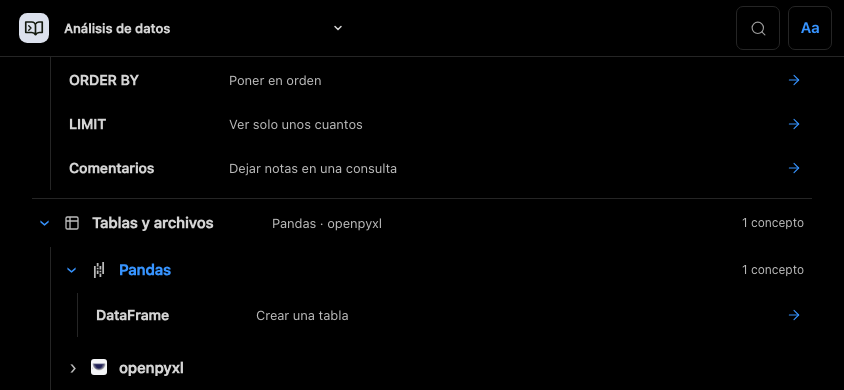 Análisis de datos
Aa
ORDER BY Poner en orden
LIMIT Ver solo unos cuantos
Comentarios Dejar notas en una consulta
Tablas y archivos Pandas · openpyxl 1 concepto
Pandas 1 concepto
DataFrame Crear una tabla
openpyxl